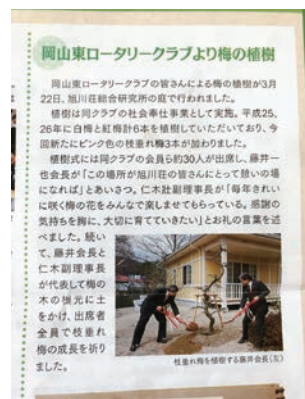 岡山東ロータリークラブより梅の植樹
岡山東ロータリークラブの皆さんによる梅の植樹が3月
22日、旭川荘総合研究所の庭で行われました。
植樹は同クラブの社会奉仕事業として実施。平成25、
26年に白梅と紅梅計6本を植樹していただいており、今
回新たにピンク色の枝垂れ梅3本が加わりました。
植樹式には同クラブの会員ら約30人が出席し、藤井一
也会長が「この場所が旭川荘の皆さんにとって憩いの場
になれば」とあいさつ。仁木壯副理事長が「毎年きれい
に咲く梅の花をみんなで楽しませてもらっている。感謝の
気持ちを胸に、大切に育てていきたい」とお礼の言葉を述
べました。続い
て、藤井会長と
仁木副理事長
が代表して梅の
木の根元に土
をかけ、出席者
全員で枝垂れ
梅の成長を祈り
ました。
枝垂れ梅を植樹する藤井会長(左)